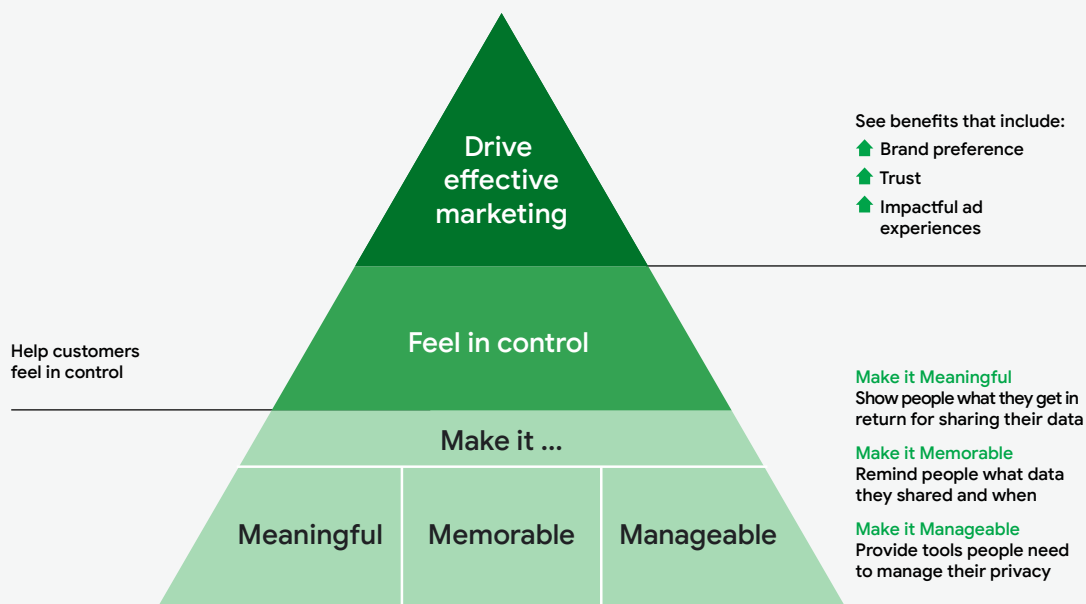 Drive
effective
marketing
See benefits that include:
Brand preference
Trust
Impactful ad
experiences
Feel in control
Help customers
feel in control
Make it ...
Meaningful
Memorable
Manageable
Make it Meaningful
Show people what they get in
return for sharing their data
Make it Memorable
Remind people what data
they shared and when
Make it Manageable
Provide tools people need
to manage their privacy